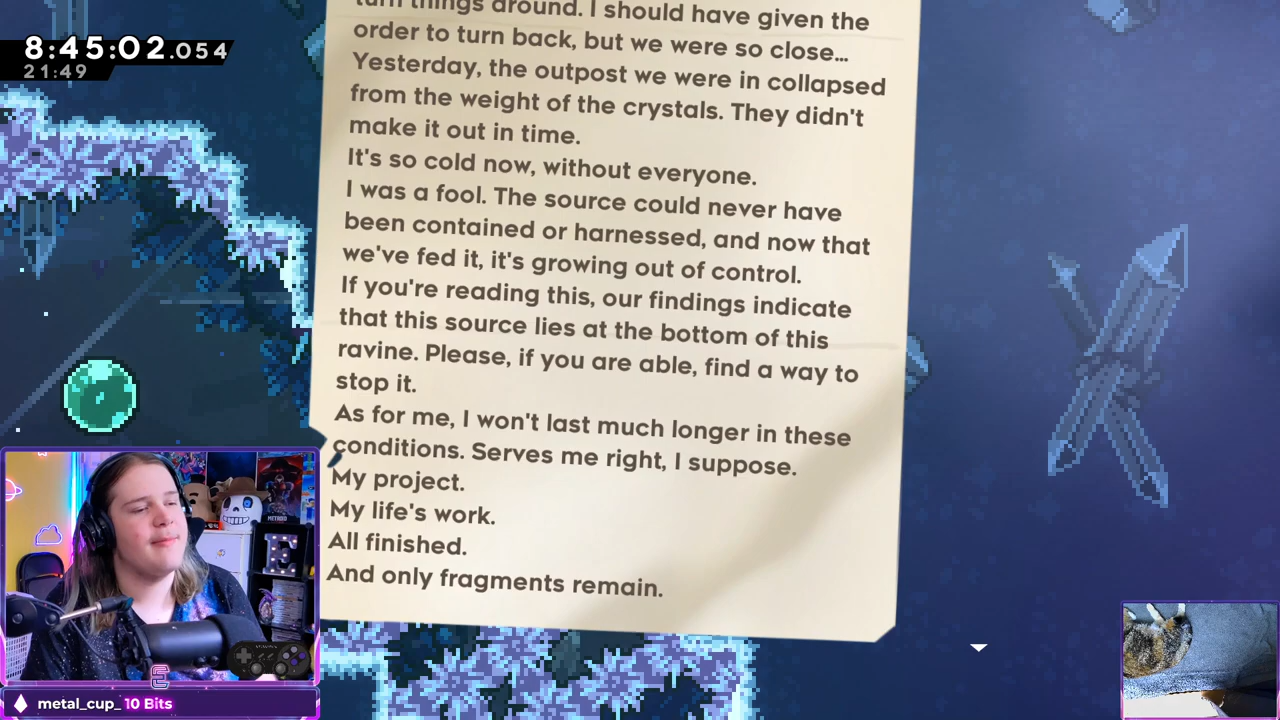 8:45:02.054
21:49
turn things around. I should have given the
order to turn back, but we were so close...
Yesterday, the outpost we were in collapsed
from the weight of the crystals. They didn't
make it out in time.
It's so cold now, without everyone.
I was a fool. The source could never have
been contained or harnessed, and now that
we've fed it, it's growing out of control.
If you're reading this, our findings indicate
that this source lies at the bottom of this
ravine. Please, if you are able, find a way to
stop it.
As for me, I won't last much longer in these
conditions. Serves me right, I suppose.
My project.
My life's work.
All finished.
And only fragments remain.
METROID
E
E
metal_cup_ 10 Bits